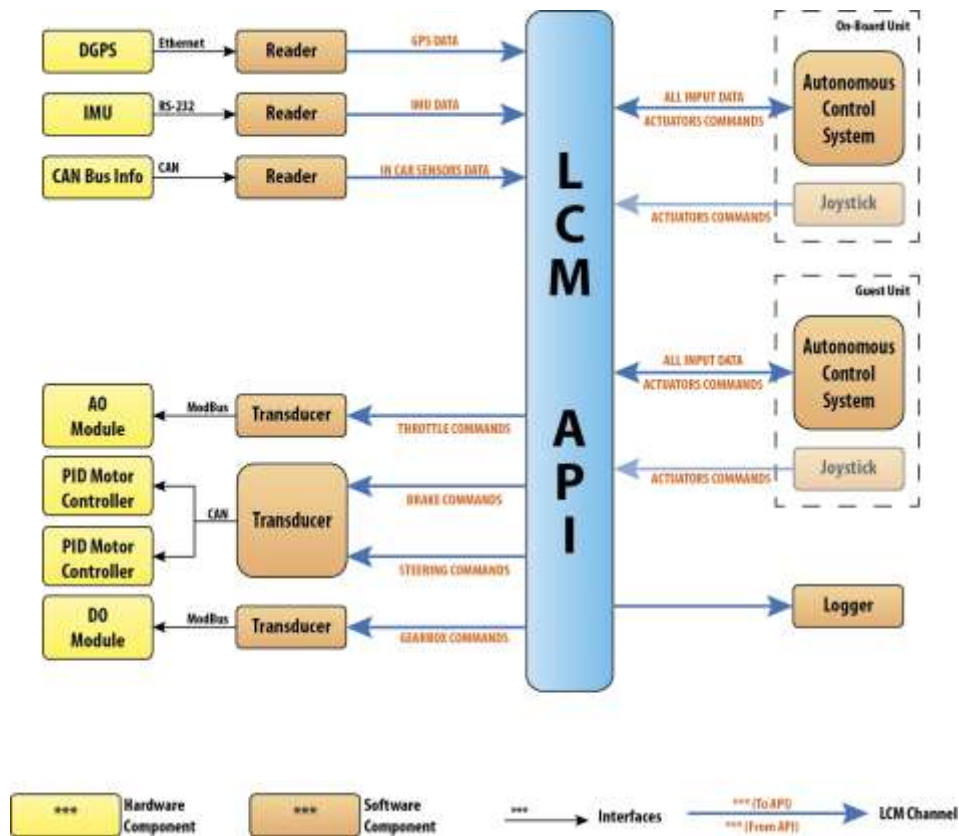 DGPS
Ethernet
Reader
GPS DATA
IMU
RS-232
Reader
IMU DATA
CAN Bus Info
CAN
Reader
IN CAR SENSORS DATA
LCM API
On-Board Unit
Autonomous
Control
System
ALL INPUT DATA
ACTUATORS COMMANDS
Joystick
ACTUATORS COMMANDS
Guest Unit
Autonomous
Control
System
ALL INPUT DATA
ACTUATORS COMMANDS
Joystick
ACTUATORS COMMANDS
Logger
AO
Module
ModBus
Transducer
THROTTLE COMMANDS
PID Motor
Controller
PID Motor
Controller
CAN
Transducer
BRAKE COMMANDS
STEERING COMMANDS
DO
Module
ModBus
Transducer
GEARBOX COMMANDS
*** Hardware
Component
*** Software
Component
*** Interfaces
*** (To API)
*** (From API)
LCM Channel